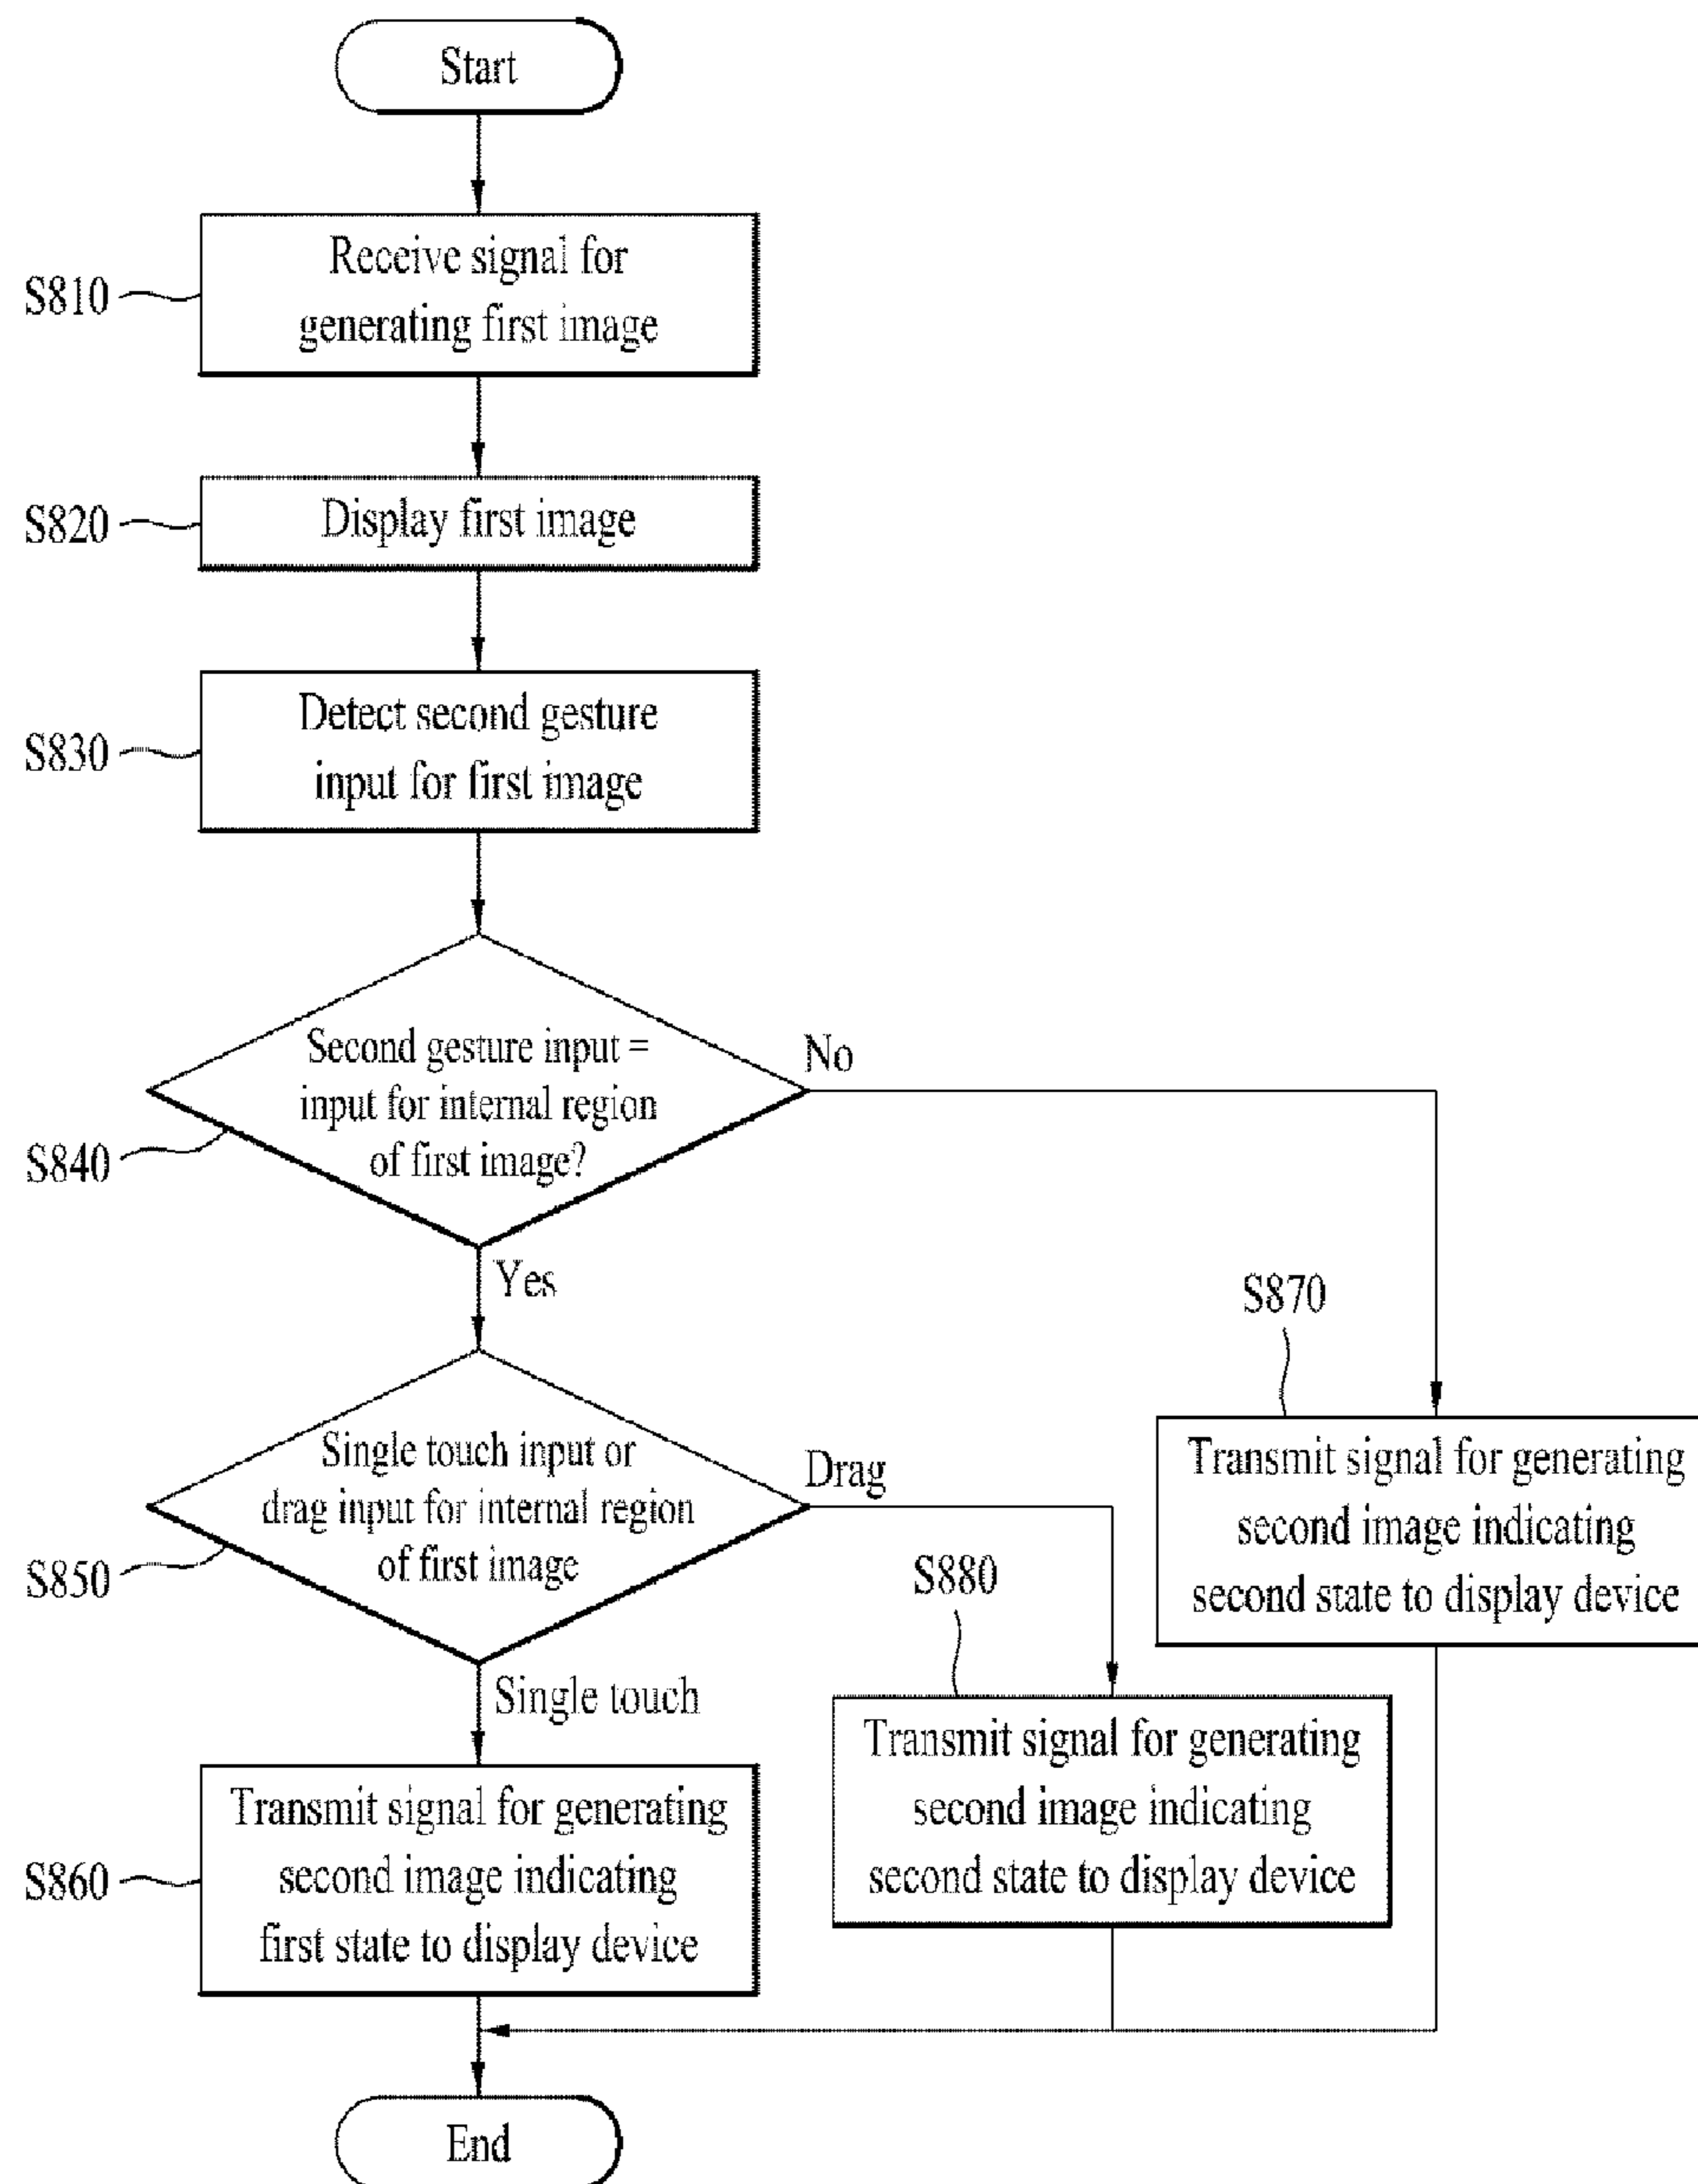 Start
S810
Receive signal for
generating first image
S820
Display first image
S830
Detect second gesture
input for first image
S840
Second gesture input =
input for internal region
of first image?
No
Yes
S850
Single touch input or
drag input for internal region
of first image
Drag
Single touch
S870
Transmit signal for generating
second image indicating
second state to display device
S880
Transmit signal for generating
second image indicating
second state to display device
S860
Transmit signal for generating
second image indicating
first state to display device
End